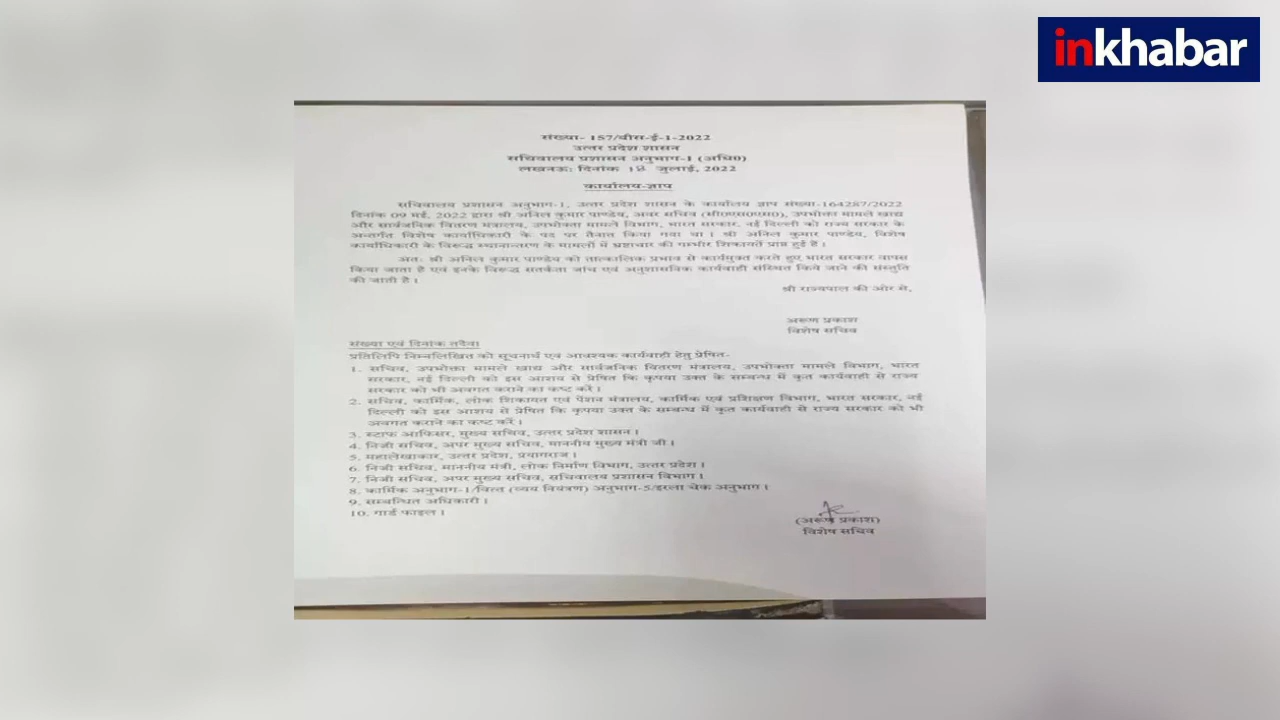 inkhabar
संख्या- 157/बीस-ई-1-2022
उत्तर प्रदेश शासन
सचिवालय प्रशासन अनुभाग-1 (अधि0)
लखनऊ: दिनांक 18 जुलाई, 2022
कार्यालय-ज्ञाप
सचिवालय प्रशासन अनुभाग-1, उत्तर प्रदेश शासन के कार्यालय ज्ञाप संख्या-164287/2022
दिनांक 09 मई, 2022 द्वारा श्री अनिल कुमार पाण्डेय, अवर सचिव (सी0एस0एस0), उपभोक्ता मामले खाद्य
और सार्वजनिक वितरण मंत्रालय, उपभोक्ता मामले विभाग, भारत सरकार, नई दिल्ली को राज्य सरकार के
अन्तर्गत विशेष कार्याधिकारी के पद पर तैनात किया गया था। श्री अनिल कुमार पाण्डेय, विशेष
कार्याधिकारी के विरूद्ध स्थानान्तरण के मामलों में भ्रष्टाचार की गम्भीर शिकायतें प्राप्त हुई हैं।
अतः श्री अनिल कुमार पाण्डेय को तात्कालिक प्रभाव से कार्यमुक्त करते हुए भारत सरकार वापस
किया जाता है एवं इनके विरूद्ध सतर्कता जांच एवं अनुशासनिक कार्यवाही संस्थित किये जाने की संस्तुति
की जाती है।
श्री राज्यपाल की ओर से,
अरूण प्रकाश
विशेष सचिव
संख्या एवं दिनांक तदैव।
प्रतिलिपि निम्नलिखित को सूचनार्थ एवं आवश्यक कार्यवाही हेतु प्रेषित-
1. सचिव, उपभोक्ता मामले खाद्य और सार्वजनिक वितरण मंत्रालय, उपभोक्ता मामले विभाग, भारत
सरकार, नई दिल्ली को इस आशय से प्रेषित कि कृपया उक्त के सम्बन्ध में कृत कार्यवाही से राज्य
सरकार को भी अवगत कराने का कष्ट करें।
2. सचिव, कार्मिक, लोक शिकायत एवं पेंशन मंत्रालय, कार्मिक एवं प्रशिक्षण विभाग, भारत सरकार, नई
दिल्ली को इस आशय से प्रेषित कि कृपया उक्त के सम्बन्ध में कृत कार्यवाही से राज्य सरकार को भी
अवगत कराने का कष्ट करें।
3. स्टाफ आफिसर, मुख्य सचिव, उत्तर प्रदेश शासन।
4. निजी सचिव, अपर मुख्य सचिव, माननीय मुख्य मंत्री जी।
5. महालेखाकार, उत्तर प्रदेश, प्रयागराज।
6. निजी सचिव, माननीय मंत्री, लोक निर्माण विभाग, उत्तर प्रदेश।
7. निजी सचिव, अपर मुख्य सचिव, सचिवालय प्रशासन विभाग।
8. कार्मिक अनुभाग-1/वित्त (व्यय नियंत्रण) अनुभाग-5/इरला चेक अनुभाग।
9. सम्बन्धित अधिकारी।
10. गार्ड फाइल।
(अरूण प्रकाश)
विशेष सचिव